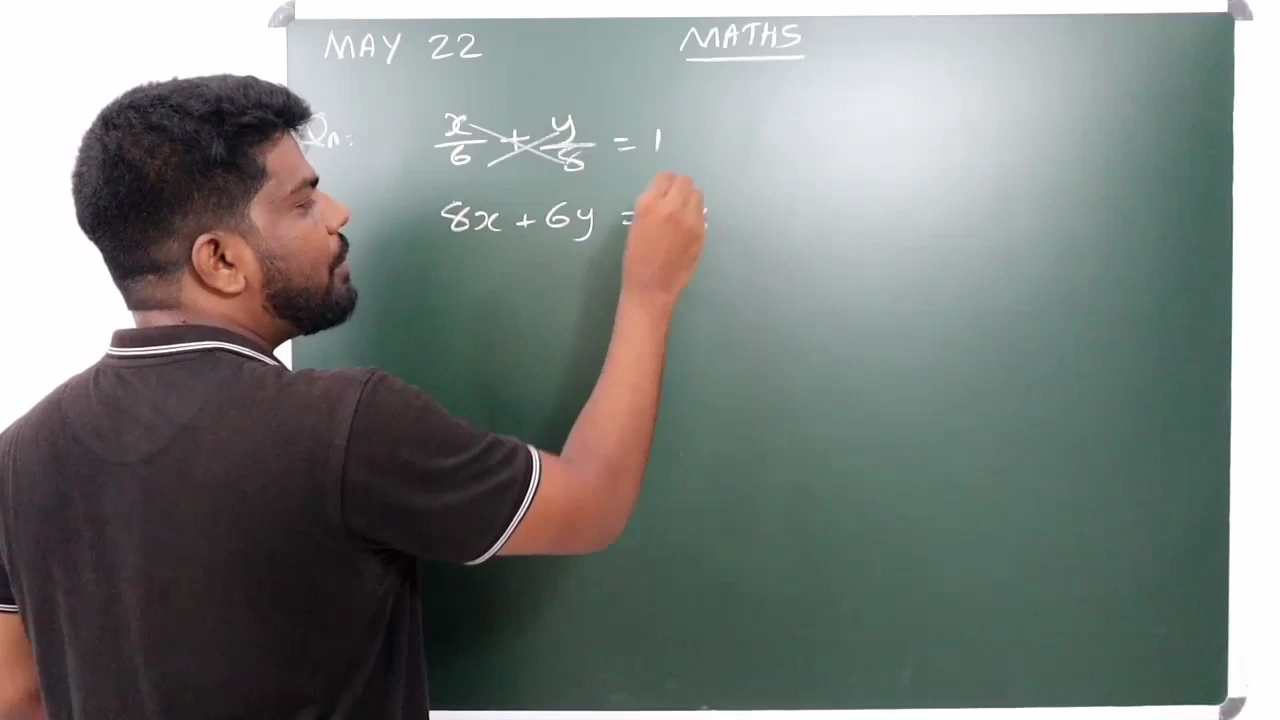 MAY 22
MATHS
Qn:
x/6 + y/8 = 1
8x + 6y =